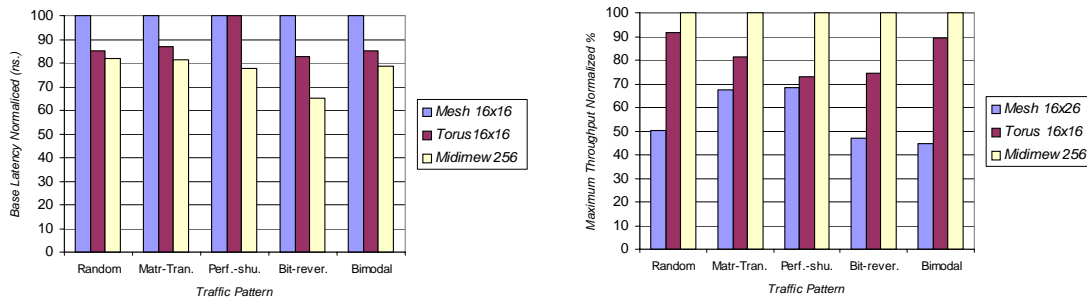 Base Latency Normaliced (ns.)
100
90
80
70
60
50
40
30
20
10
0
Random Matr-Tran. Perf.-shu. Bit-rever. Bimodal
Traffic Pattern
Mesh 16x16
Torus 16x16
Midimew 256
Maximum Throughput Normalized %
100
90
80
70
60
50
40
30
20
10
0
Random Matr-Tran. Perf.-shu. Bit-rever. Bimodal
Traffic Pattern
Mesh 16x26
Torus 16x16
Midimew 256